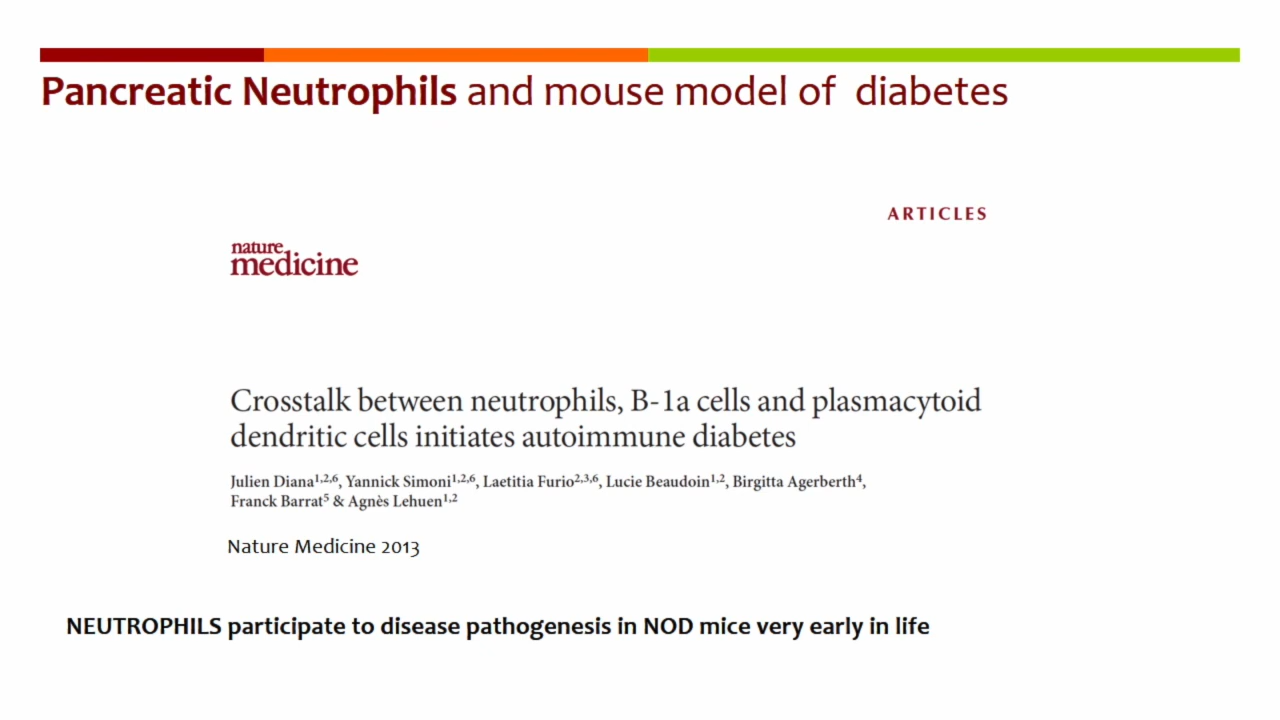 Pancreatic Neutrophils and mouse model of diabetes
ARTICLES
nature
medicine
Crosstalk between neutrophils, B-1a cells and plasmacytoid
dendritic cells initiates autoimmune diabetes
Julien Diana1,2,6, Yannick Simoni1,2,6, Laetitia Furio2,3,6, Lucie Beaudoin1,2, Birgitta Agerberth4,
Franck Barrat5 & Agnès Lehuen1,2
Nature Medicine 2013
NEUTROPHILS participate to disease pathogenesis in NOD mice very early in life